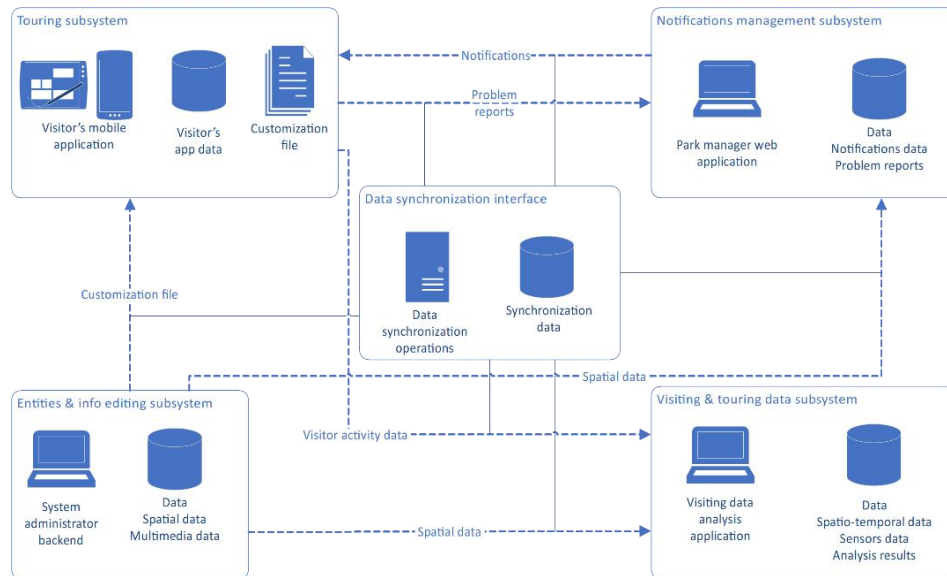 Touring subsystem
Visitor's mobile
application
Visitor's
app data
Customization
file
Notifications
Problem
reports
Notifications management subsystem
Park manager web
application
Data
Notifications data
Problem reports
Data synchronization interface
Data
synchronization
operations
Synchronization
data
Customization file
Spatial data
Entities & info editing subsystem
System
administrator
backend
Data
Spatial data
Multimedia data
Visitor activity data
Spatial data
Visiting & touring data subsystem
Visiting data
analysis
application
Data
Spatio-temporal data
Sensors data
Analysis results